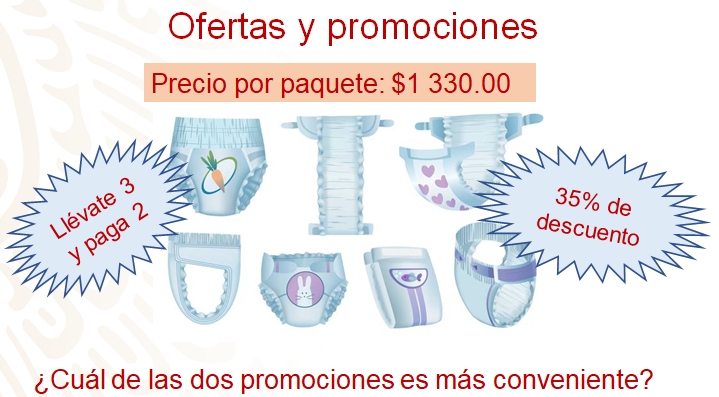 Ofertas y promociones
Precio por paquete: $1 330.00
Llévate 3
y paga 2
35% de
descuento
¿Cuál de las dos promociones es más conveniente?